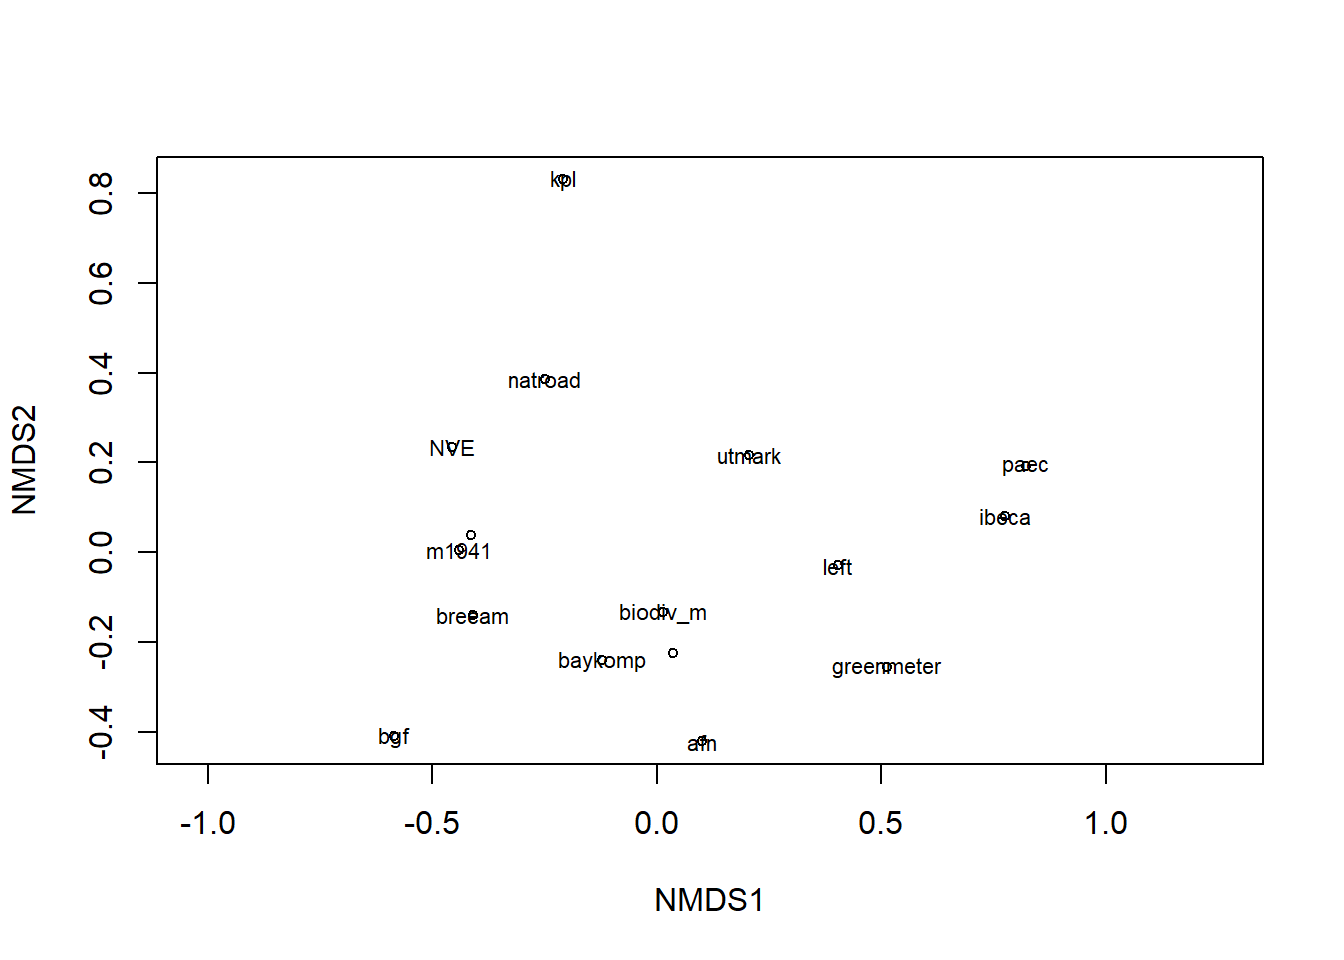 NMDS2
0.8
0.6
0.4
0.2
0.0
-0.2
-0.4
kpl
natroad
NVE
utmark
paec
ibeca
m1941
left
breeam
biodiv_m
baykomp
greenmeter
bgf
afn
-1.0 -0.5 0.0 0.5 1.0
NMDS1